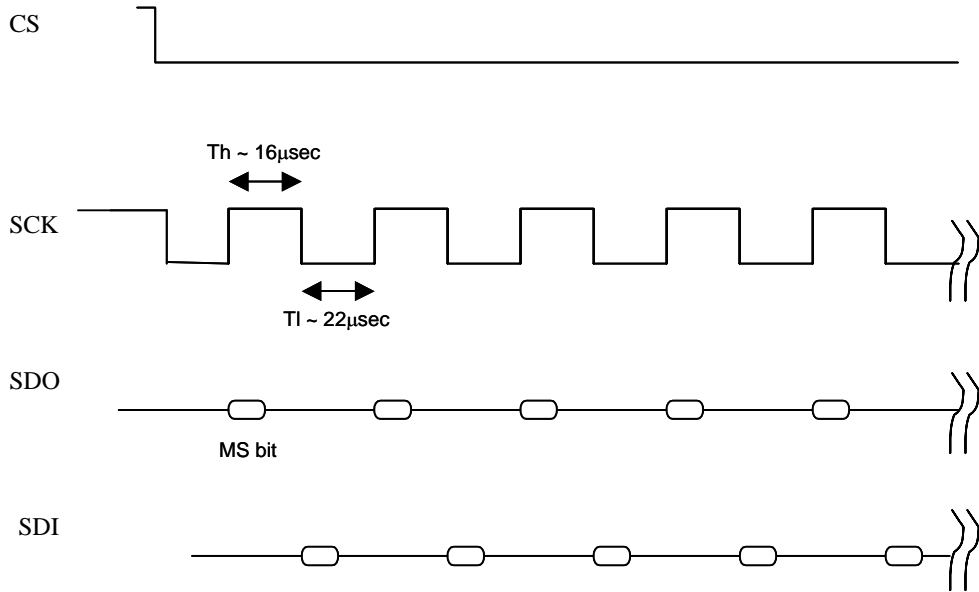 CS
Th ~ 16μsec
SCK
Tl ~ 22μsec
SDO
MS bit
SDI